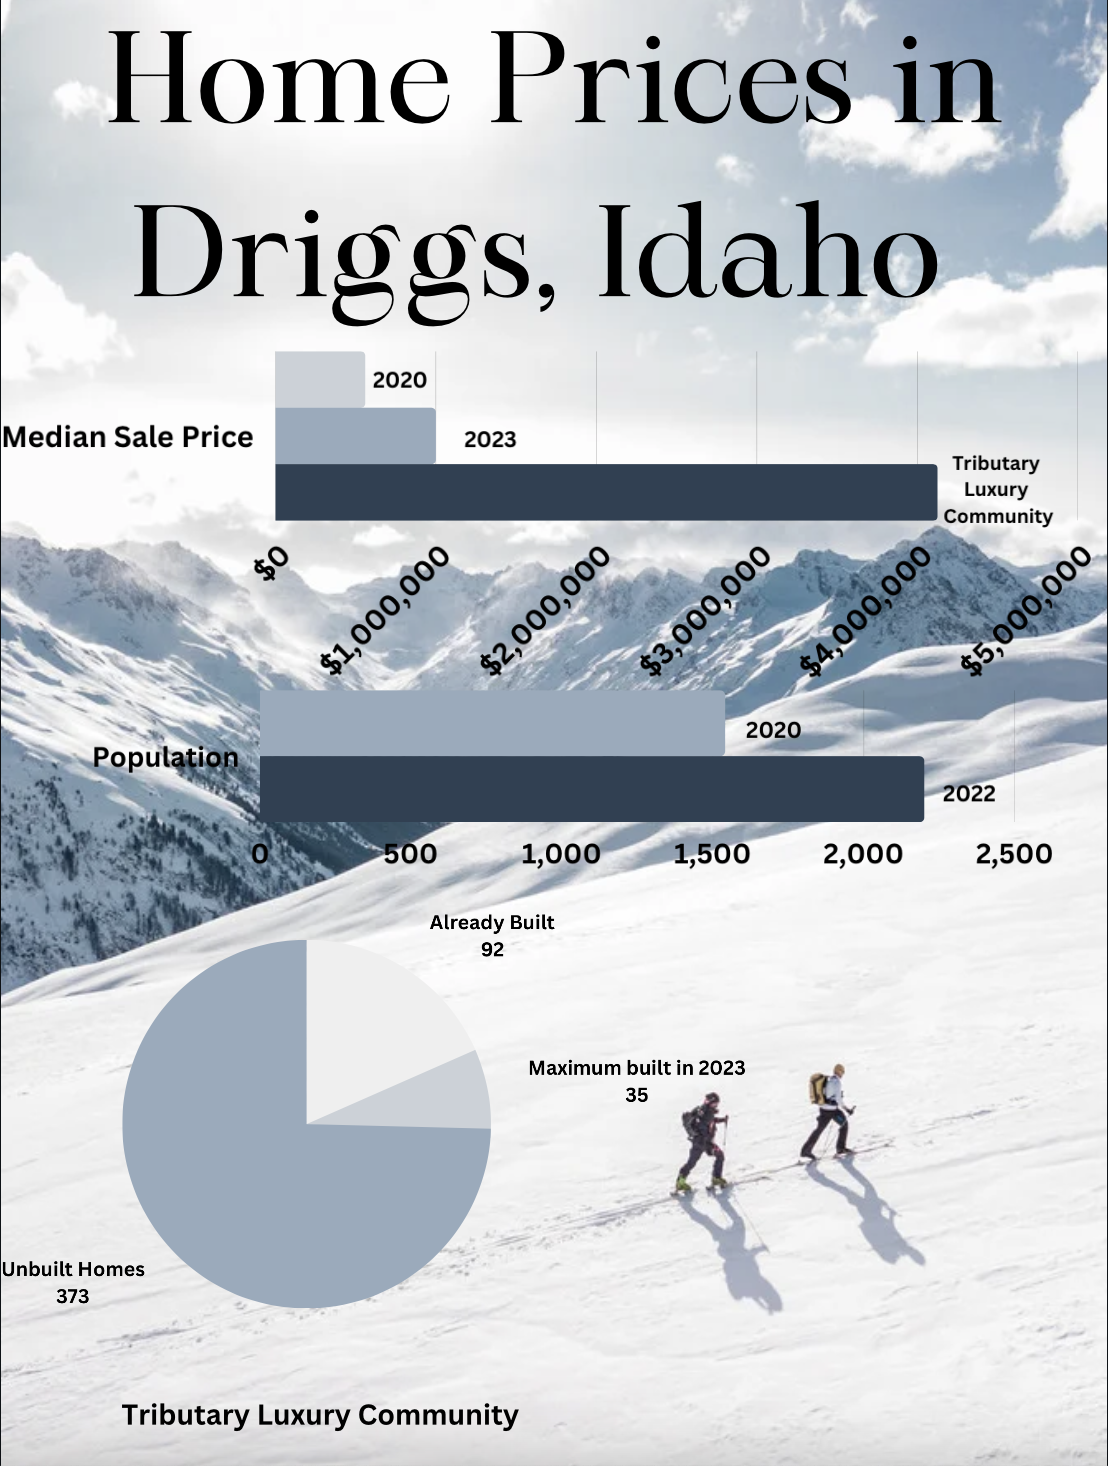 Home Prices in
Driggs, Idaho
2020
Median Sale Price
2023
Tributary
Luxury
Community
$0
$1,000,000
$2,000,000
$3,000,000
$4,000,000
$5,000,000
2020
Population
2022
0
500
1,000
1,500
2,000
2,500
Already Built
92
Maximum built in 2023
35
Unbuilt Homes
373
Tributary Luxury Community